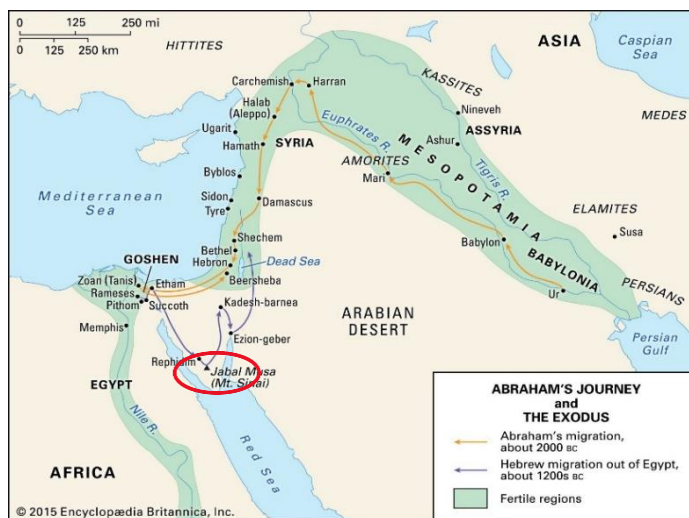 0 125 250 mi
0 125 250 km
HITTITES
ASIA
Caspian
Sea
Carchemish
Harran
KASSITES
Halab
(Aleppo)
Nineveh
MEDES
Ugarit
Euphrates R.
ASSYRIA
Hamath
SYRIA
Ashur
MESOPOTAMIA
Tigris R.
AMORITES
Byblos
Mari
Mediterranean
Sea
Sidon
Tyre
Damascus
ELAMITES
Susa
Shechem
Babylon
GOSHEN
Bethel
Hebron
Dead Sea
BABYLONIA
Zoan (Tanis)
Etham
Beersheba
PERSIANS
Rameses
Pithom
Succoth
Kadesh-barnea
Ur
ARABIAN
DESERT
Memphis
Ezion-geber
Persian
Gulf
Rephidim
Jabal Musa
(Mt. Sinai)
EGYPT
Nile R.
Red Sea
AFRICA
ABRAHAM'S JOURNEY
and
THE EXODUS
Abraham's migration,
about 2000 BC
Hebrew migration out of Egypt,
about 1200s BC
Fertile regions
© 2015 Encyclopædia Britannica, Inc.